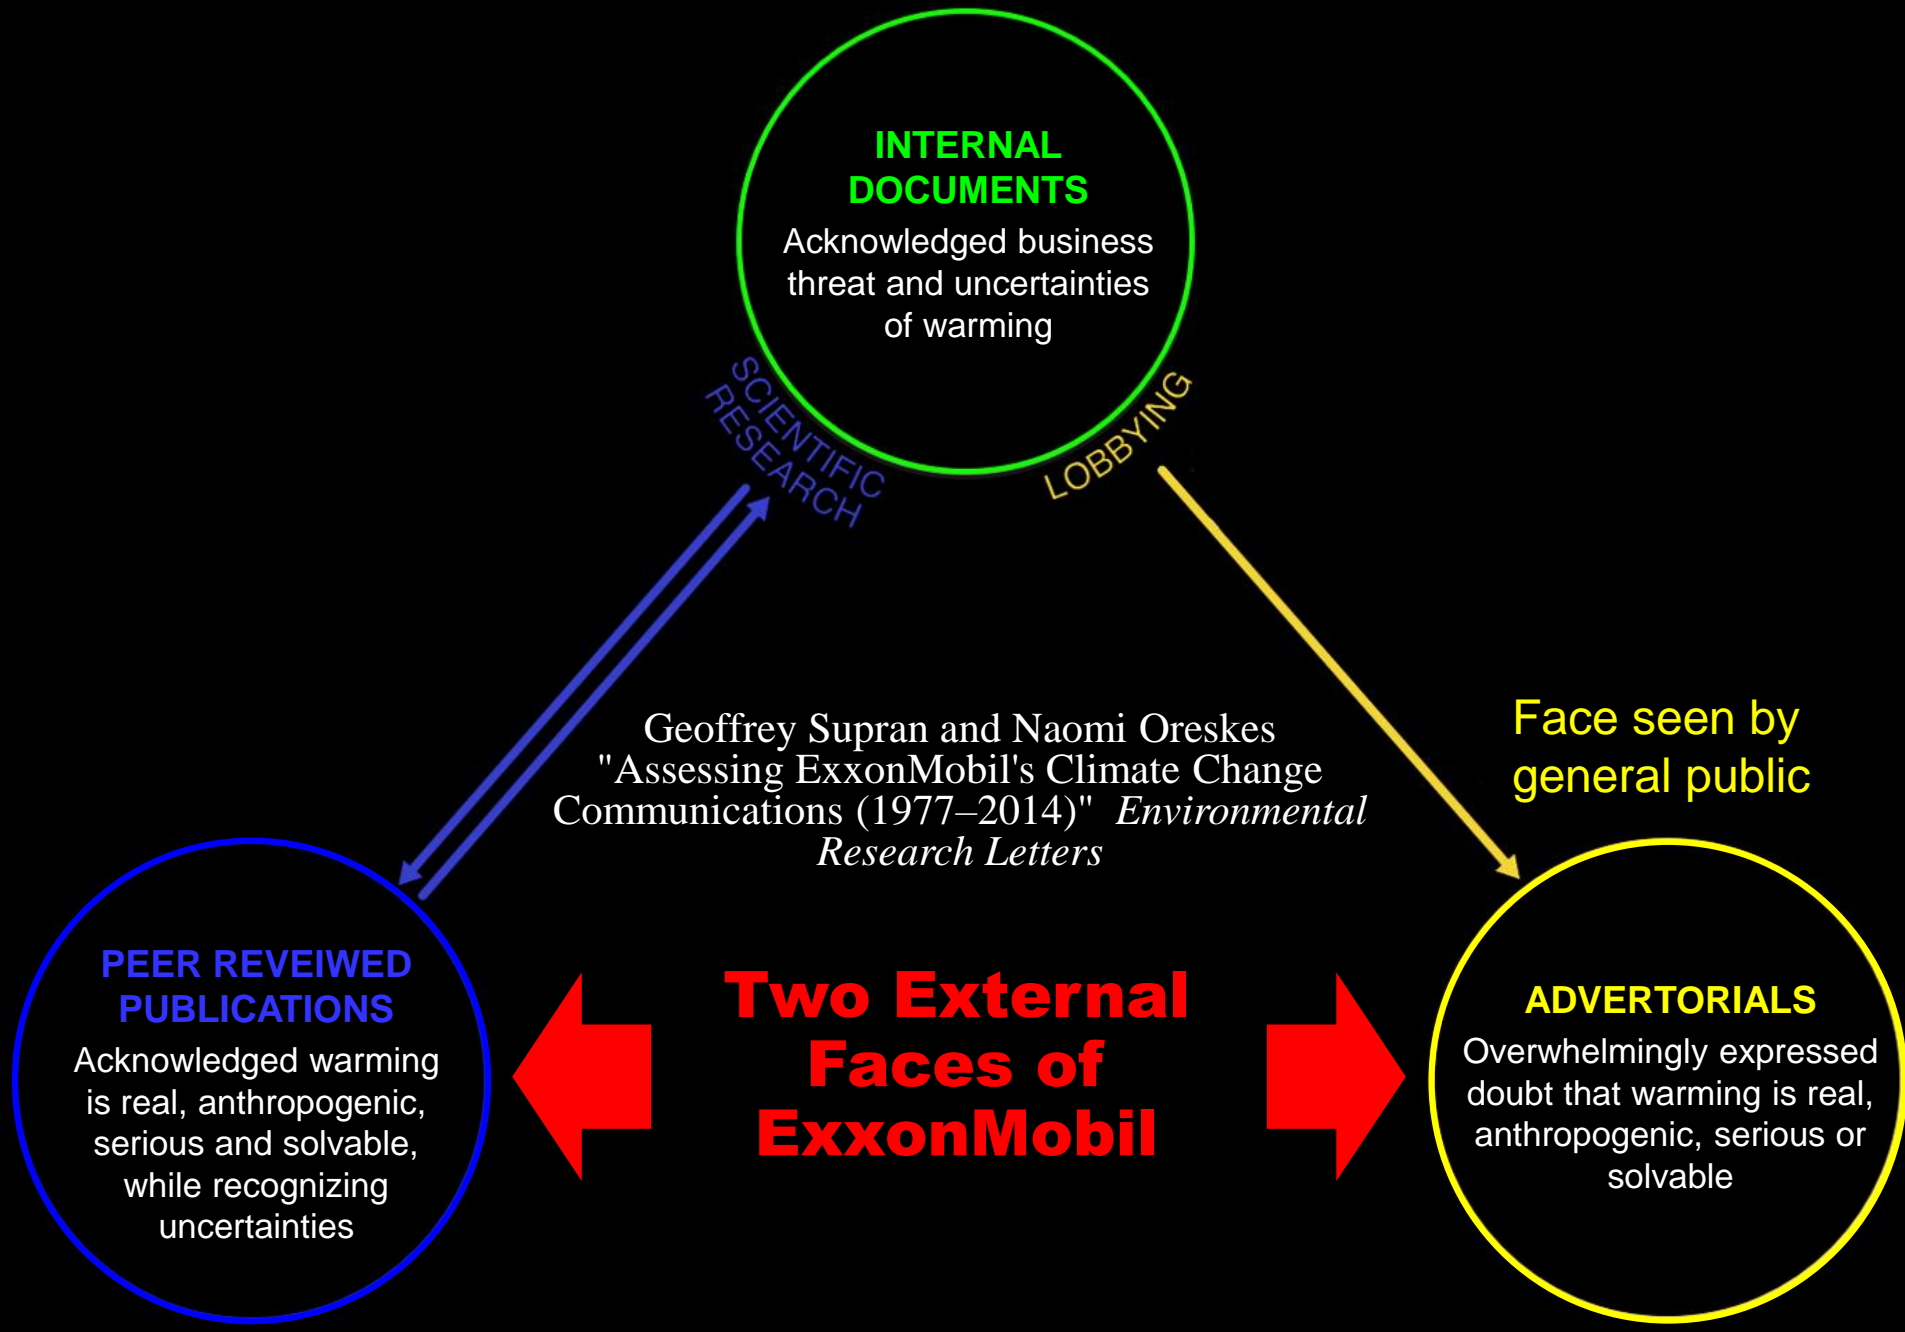 INTERNAL
DOCUMENTS
Acknowledged business
threat and uncertainties
of warming
SCIENTIFIC
RESEARCH
LOBBYING
Geoffrey Supran and Naomi Oreskes
"Assessing ExxonMobil's Climate Change
Communications (1977–2014)" Environmental
Research Letters
Face seen by
general public
PEER REVEIWED
PUBLICATIONS
Acknowledged warming
is real, anthropogenic,
serious and solvable,
while recognizing
uncertainties
Two External
Faces of
ExxonMobil
ADVERTORIALS
Overwhelmingly expressed
doubt that warming is real,
anthropogenic, serious or
solvable